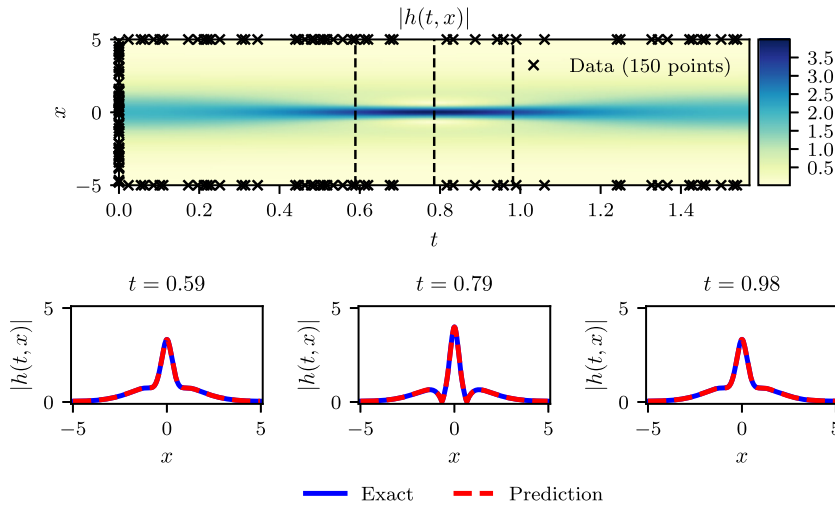 |h(t, x)|
5
0
−5
x
× Data (150 points)
3.5
3.0
2.5
2.0
1.5
1.0
0.5
0.0 0.2 0.4 0.6 0.8 1.0 1.2 1.4
t
t = 0.59 t = 0.79 t = 0.98
5 5 5
|h(t, x)| |h(t, x)| |h(t, x)|
0 0 0
−5 0 5 −5 0 5 −5 0 5
x x x
Exact Prediction